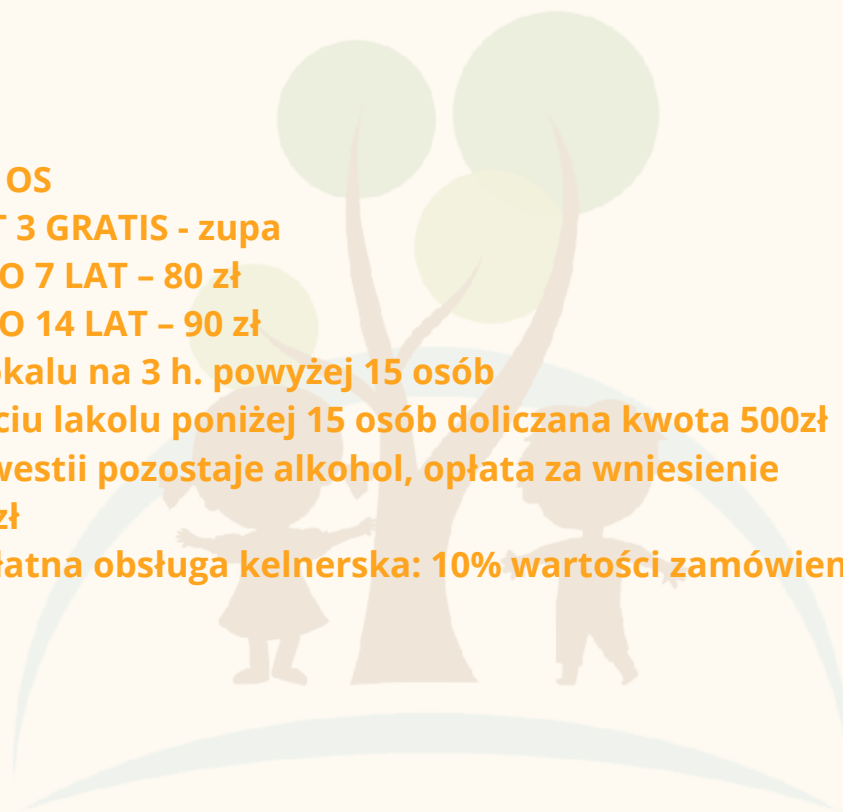 OS
3 GRATIS - zupa
O 7 LAT – 80 zł
O 14 LAT – 90 zł
okalu na 3 h. powyżej 15 osób
ciu lakolu poniżej 15 osób doliczana kwota 500zł
westii pozostaje alkohol, opłata za wniesienie
zł
łatna obsługa kelnerska: 10% wartości zamówien